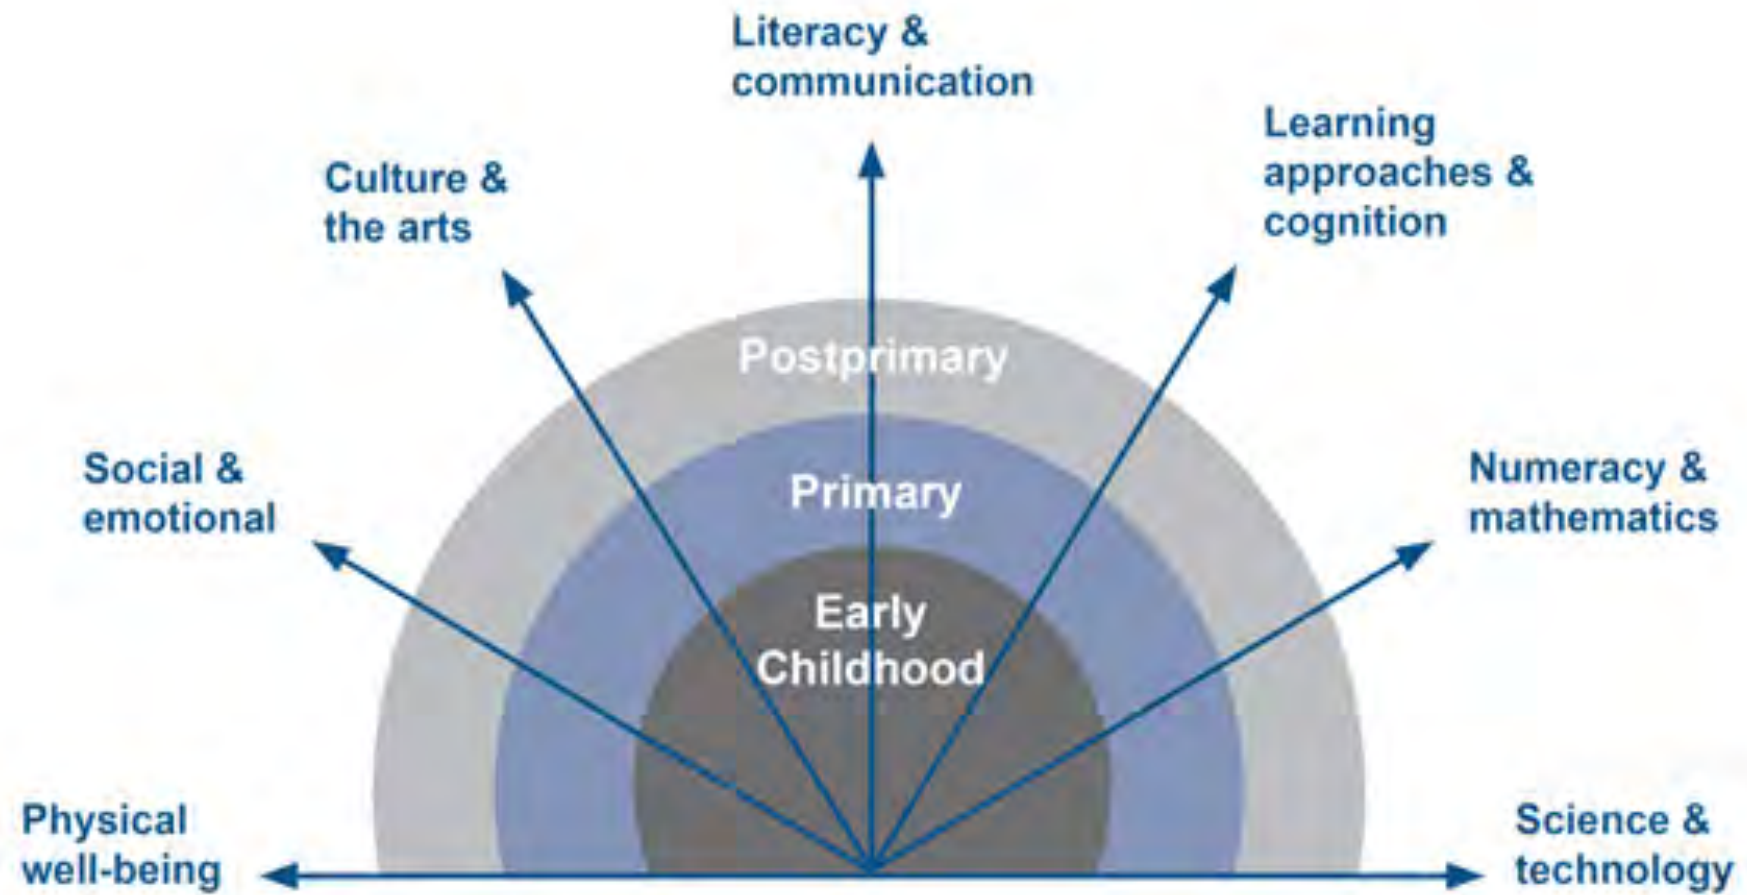 Literacy &
communication
Learning
approaches &
cognition
Culture &
the arts
Postprimary
Social &
emotional
Numeracy &
mathematics
Primary
Early
Childhood
Physical
well-being
Science &
technology